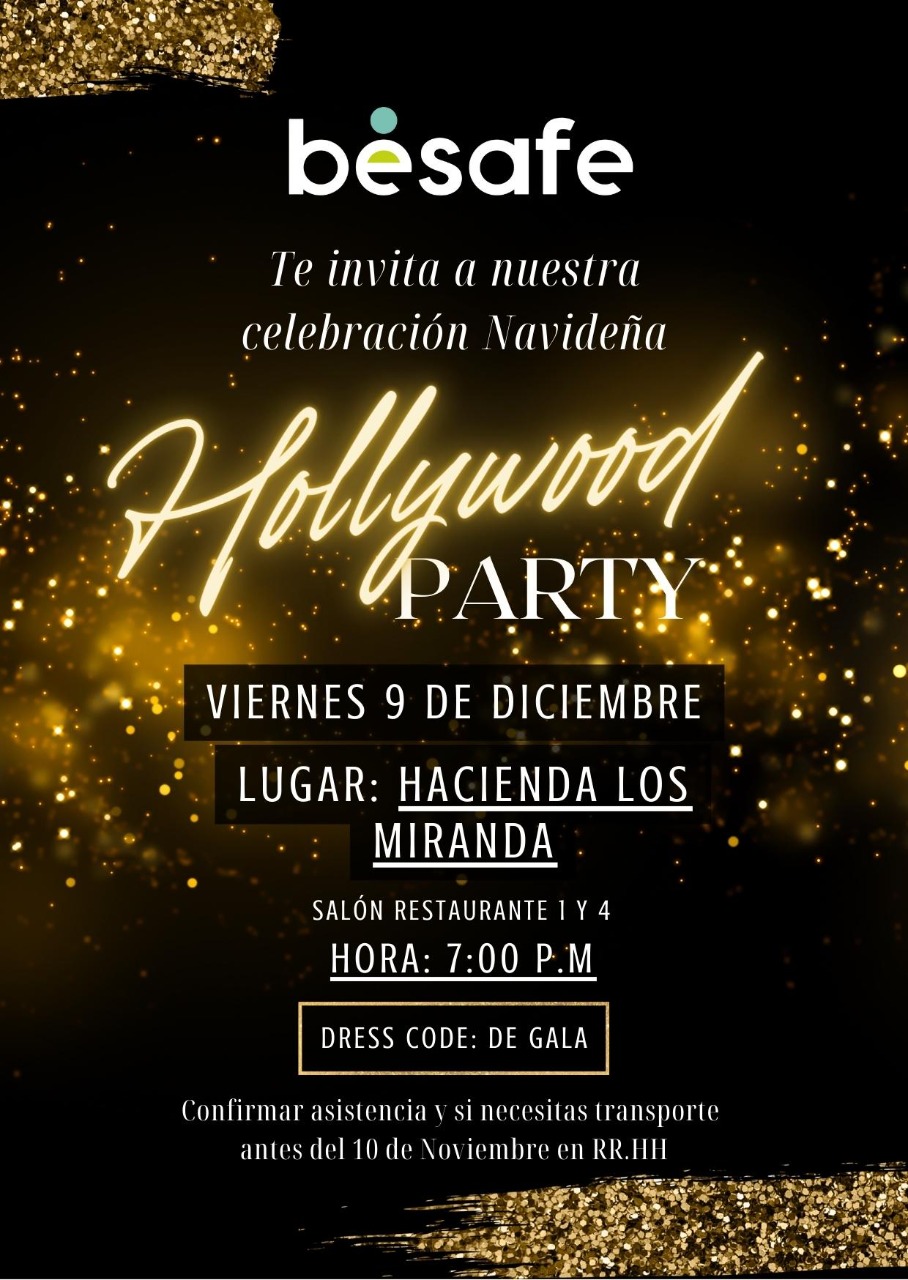 besafe
Te invita a nuestra
celebración Navideña
Hollywood
PARTY
VIERNES 9 DE DICIEMBRE
LUGAR: HACIENDA LOS
MIRANDA
SALÓN RESTAURANTE 1 Y 4
HORA: 7:00 P.M
DRESS CODE: DE GALA
Confirmar asistencia y si necesitas transporte
antes del 10 de Noviembre en RR.HH